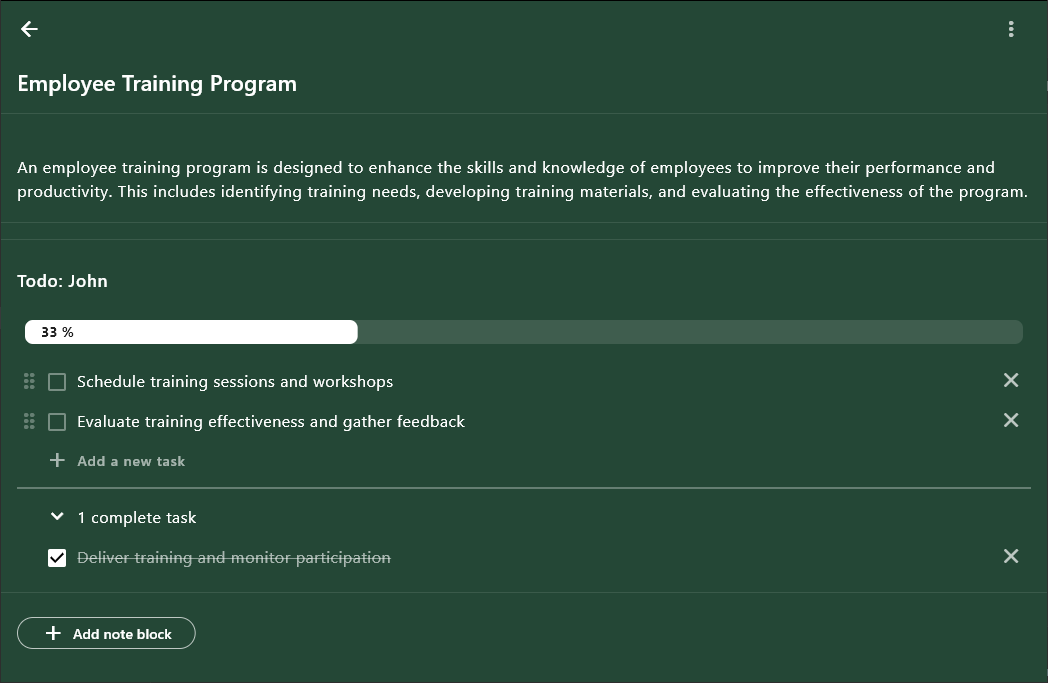 Employee Training Program
An employee training program is designed to enhance the skills and knowledge of employees to improve their performance and
productivity. This includes identifying training needs, developing training materials, and evaluating the effectiveness of the program.
Todo: John
33 %
Schedule training sessions and workshops
Evaluate training effectiveness and gather feedback
Add a new task
1 complete task
Deliver training and monitor participation
Add note block